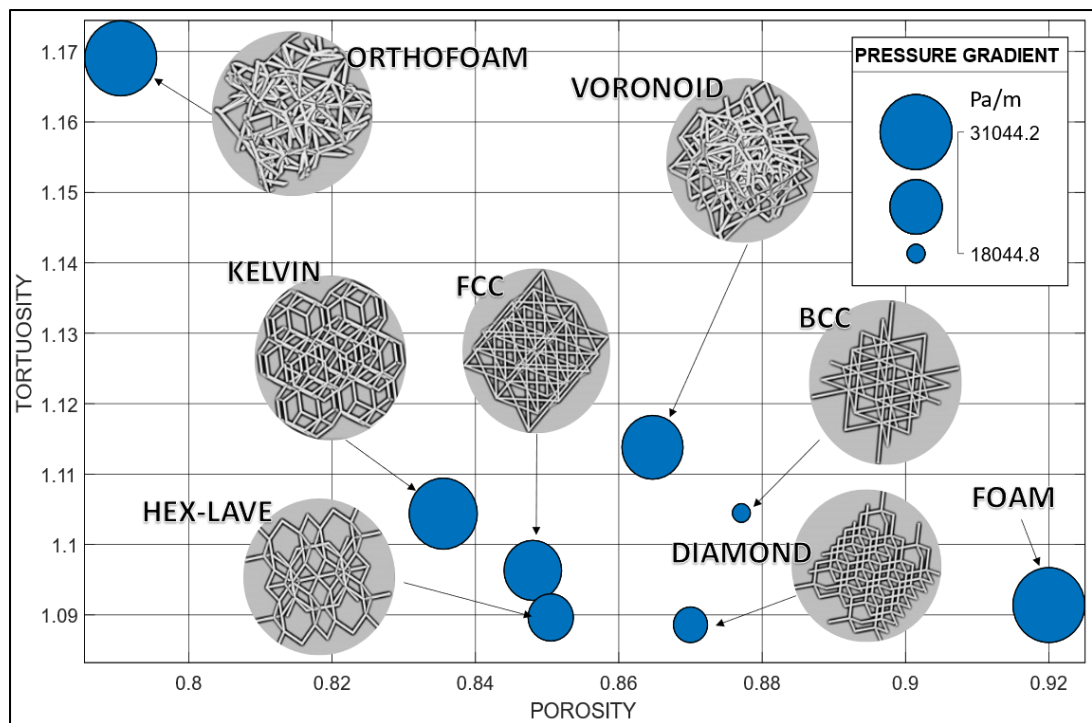 ORTHOFOAM
VORONOID
KELVIN
FCC
BCC
HEX-LAVE
DIAMOND
FOAM
PRESSURE GRADIENT
Pa/m
31044.2
18044.8
TORTUOSITY
1.17
1.16
1.15
1.14
1.13
1.12
1.11
1.1
1.09
0.8 0.82 0.84 0.86 0.88 0.9 0.92
POROSITY